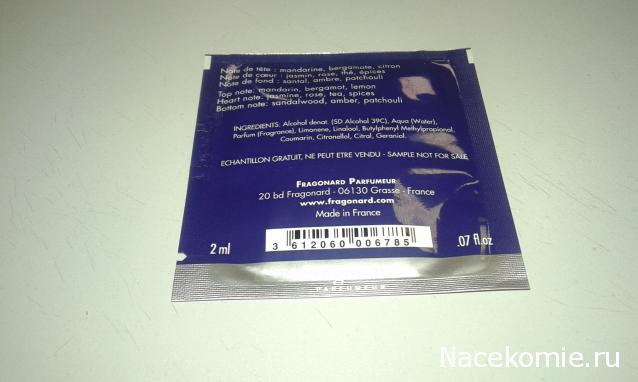 Note de tête : mandarine, bergamote, citron
Note de cœur : jasmin, rose, thé, épices
Note de fond : santal, ambre, patchouli
Top note: mandarin, bergamot, lemon
Heart note: jasmine, rose, tea, spices
Bottom note: sandalwood, amber, patchouli
INGREDIENTS: Alcohol denat. (SD Alcohol 39C), Aqua (Water),
Parfum (Fragrance), Limonene, Linalool, Butylphenyl Methylpropional,
Coumarin, Citronellol, Citral, Geraniol.
ECHANTILLON GRATUIT, NE PEUT ETRE VENDU - SAMPLE NOT FOR SALE
FRAGONARD PARFUMEUR
20 bd Fragonard - 06130 Grasse - France
www.fragonard.com
Made in France
2 ml
3 612060 006785
.07 fl.oz
PARFUMEUR
Nacekomie.ru